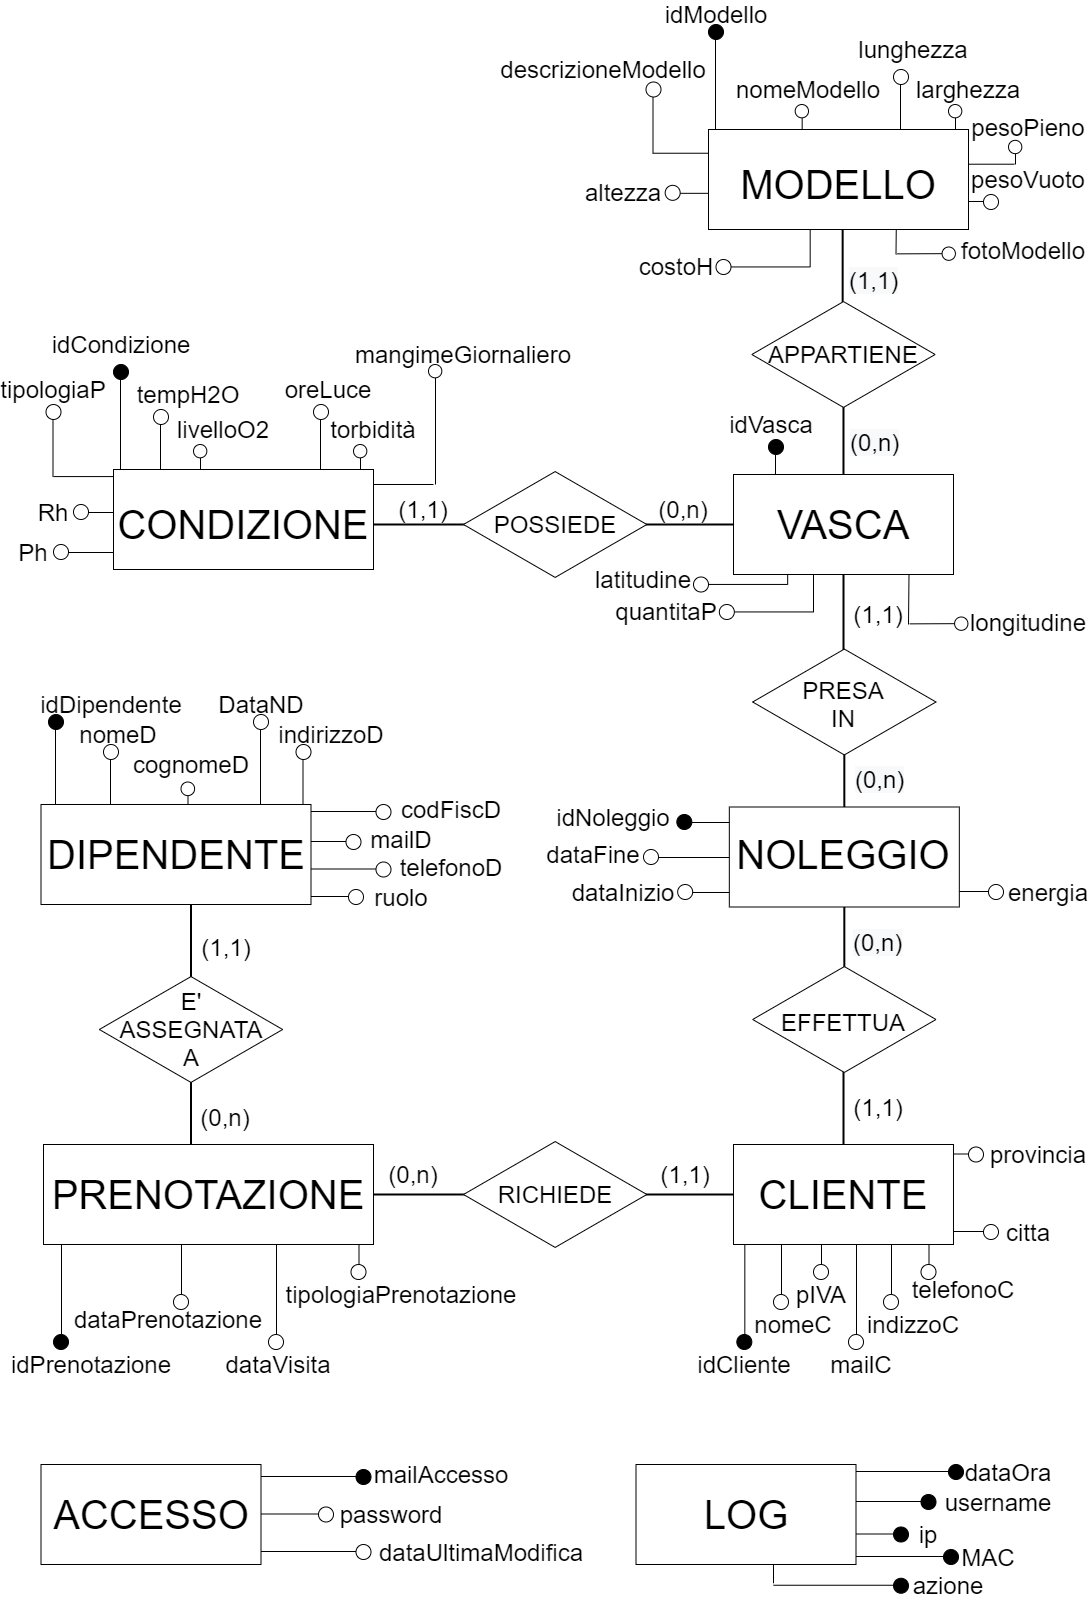 idModello
lunghezza
descrizioneModello
nomeModello
larghezza
pesoPieno
MODELLO
pesoVuoto
altezza
fotoModello
costoH
(1,1)
APPARTIENE
idCondizione
mangimeGiornaliero
tipologiaP
tempH2O
oreLuce
livelloO2
torbidità
idVasca
(0,n)
Rh
CONDIZIONE
(1,1)
POSSIEDE
(0,n)
VASCA
Ph
latitudine
quantitaP
(1,1)
longitudine
PRESA
IN
(0,n)
idDipendente
DataND
nomeD
indirizzoD
cognomeD
codFiscD
DIPENDENTE
mailD
telefonoD
ruolo
idNoleggio
dataFine
NOLEGGIO
dataInizio
energia
(1,1)
(0,n)
E'
ASSEGNATA
A
EFFETTUA
(0,n)
(1,1)
PRENOTAZIONE
(0,n)
RICHIEDE
(1,1)
CLIENTE
provincia
citta
tipologiaPrenotazione
dataPrenotazione
idPrenotazione
dataVisita
pIVA
telefonoC
nomeC
indizzoC
idCliente
mailC
ACCESSO
mailAccesso
password
dataUltimaModifica
LOG
dataOra
username
ip
MAC
azione